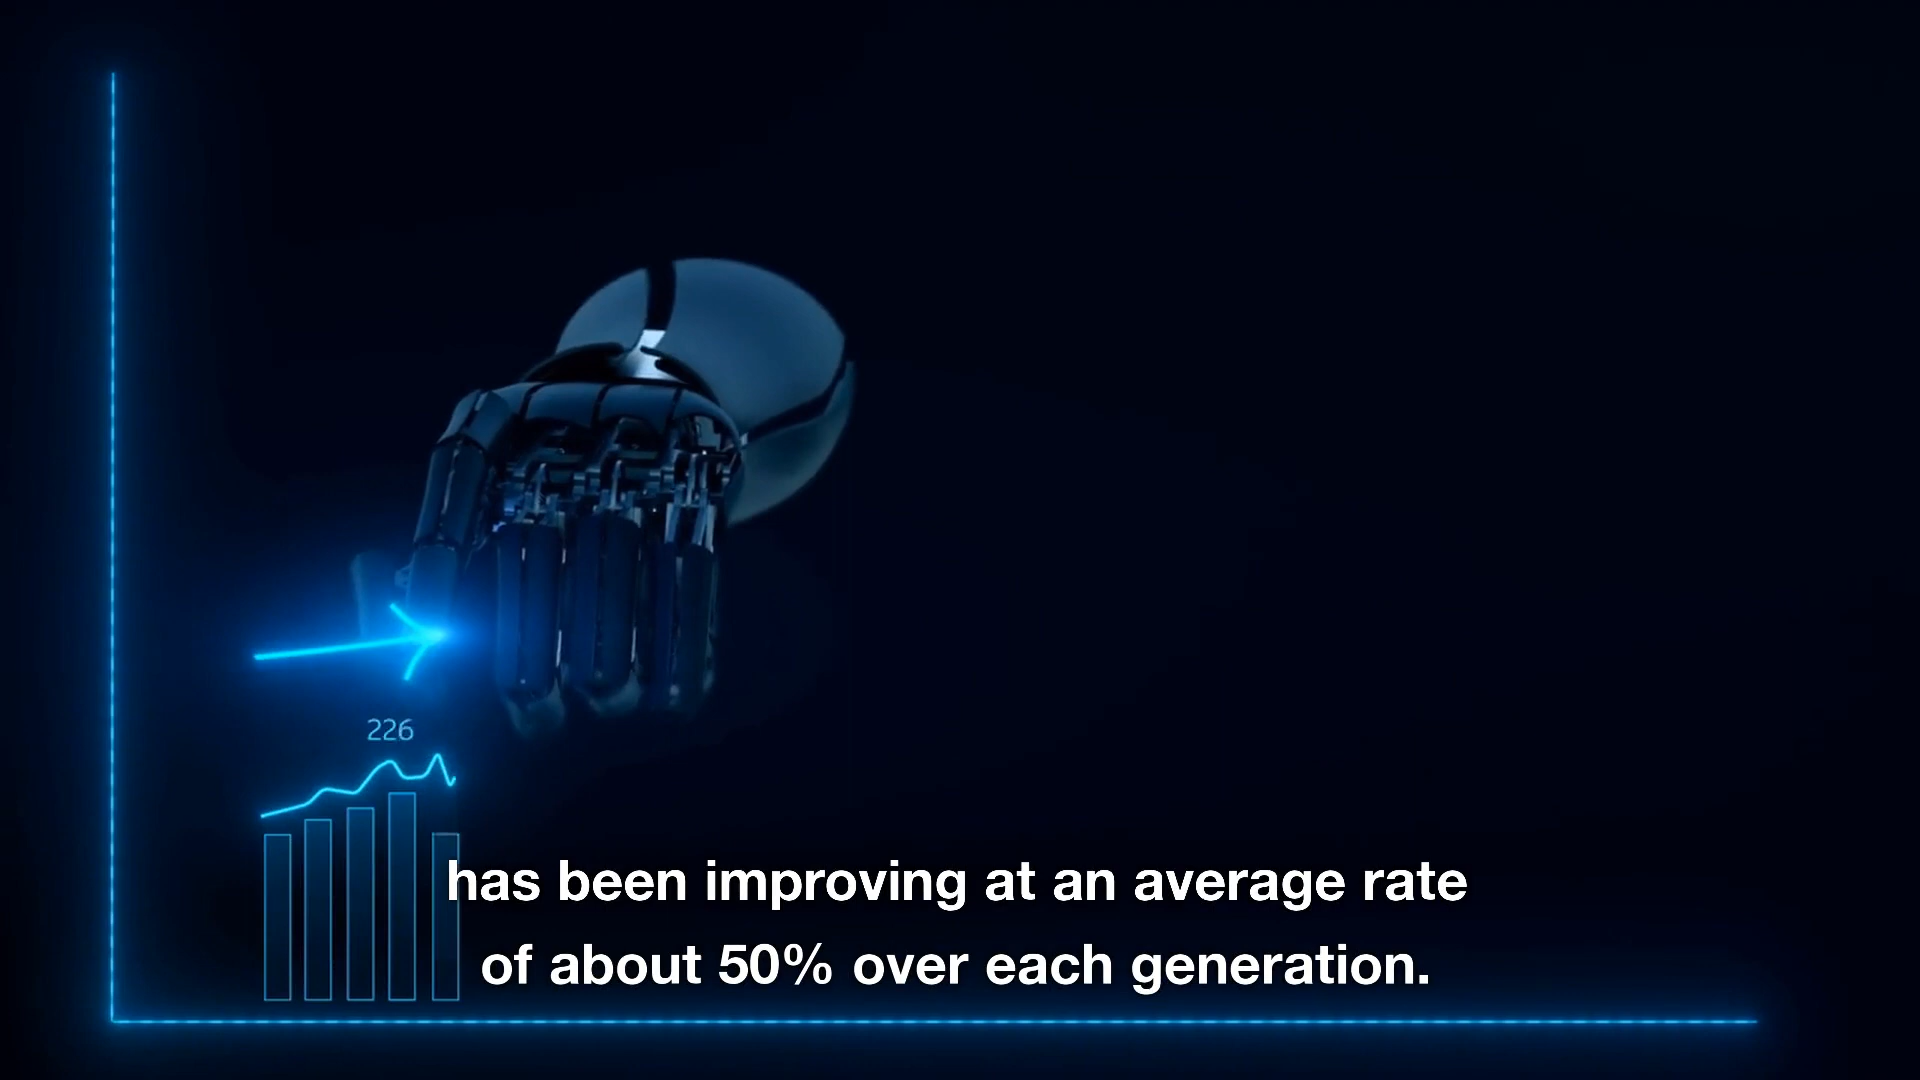 226
has been improving at an average rate
of about 50% over each generation.